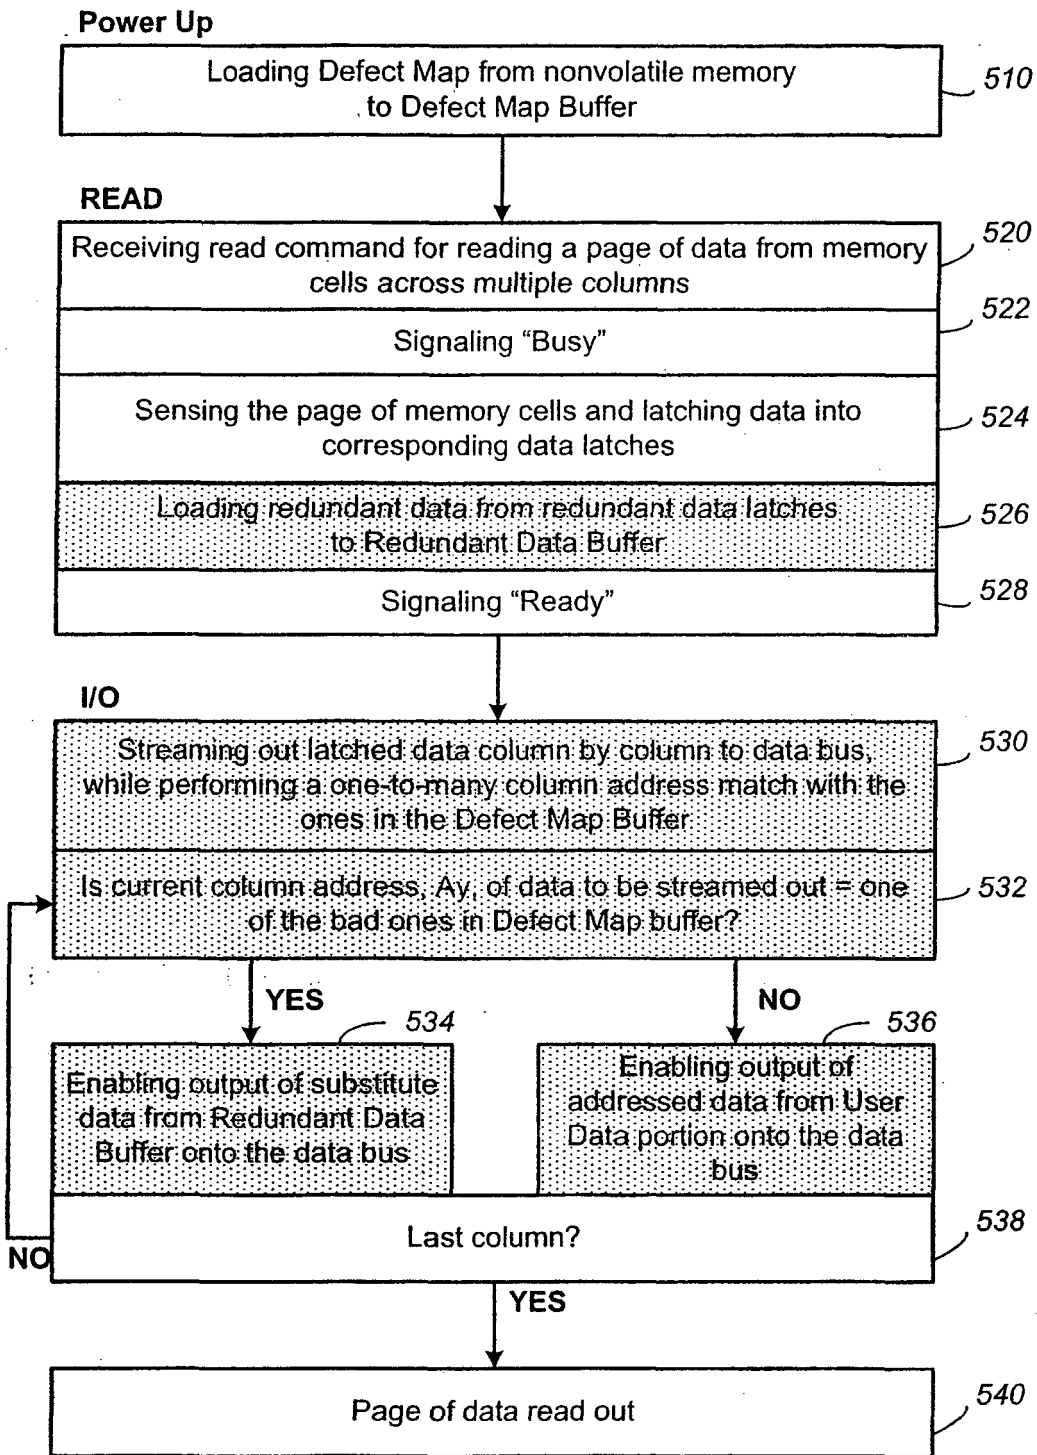 Power Up
Loading Defect Map from nonvolatile memory
to Defect Map Buffer
510
READ
Receiving read command for reading a page of data from memory
cells across multiple columns
520
Signaling “Busy”
522
Sensing the page of memory cells and latching data into
corresponding data latches
524
Loading redundant data from redundant data latches
to Redundant Data Buffer
526
Signaling “Ready”
528
I/O
Streaming out latched data column by column to data bus,
while performing a one-to-many column address match with the
ones in the Defect Map Buffer
530
Is current column address, Ay, of data to be streamed out = one
of the bad ones in Defect Map buffer?
532
YES
NO
534
536
Enabling output of substitute
data from Redundant Data
Buffer onto the data bus
Enabling output of
addressed data from User
Data portion onto the data
bus
Last column?
538
NO
YES
Page of data read out
540